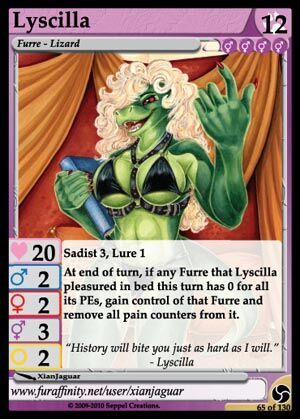 Lyscilla
12
Furre - Lizard
20
2
2
3
2
Sadist 3, Lure 1
At end of turn, if any Furre that Lyscilla
pleasured in bed this turn has 0 for all
its PEs, gain control of that Furre and
remove all pain counters from it.
“History will bite you just as hard as I will.”
- Lyscilla
XianJaguar
www.furaffinity.net/user/xianjaguar
© 2009-2010 Seppel Creations.
65 of 130